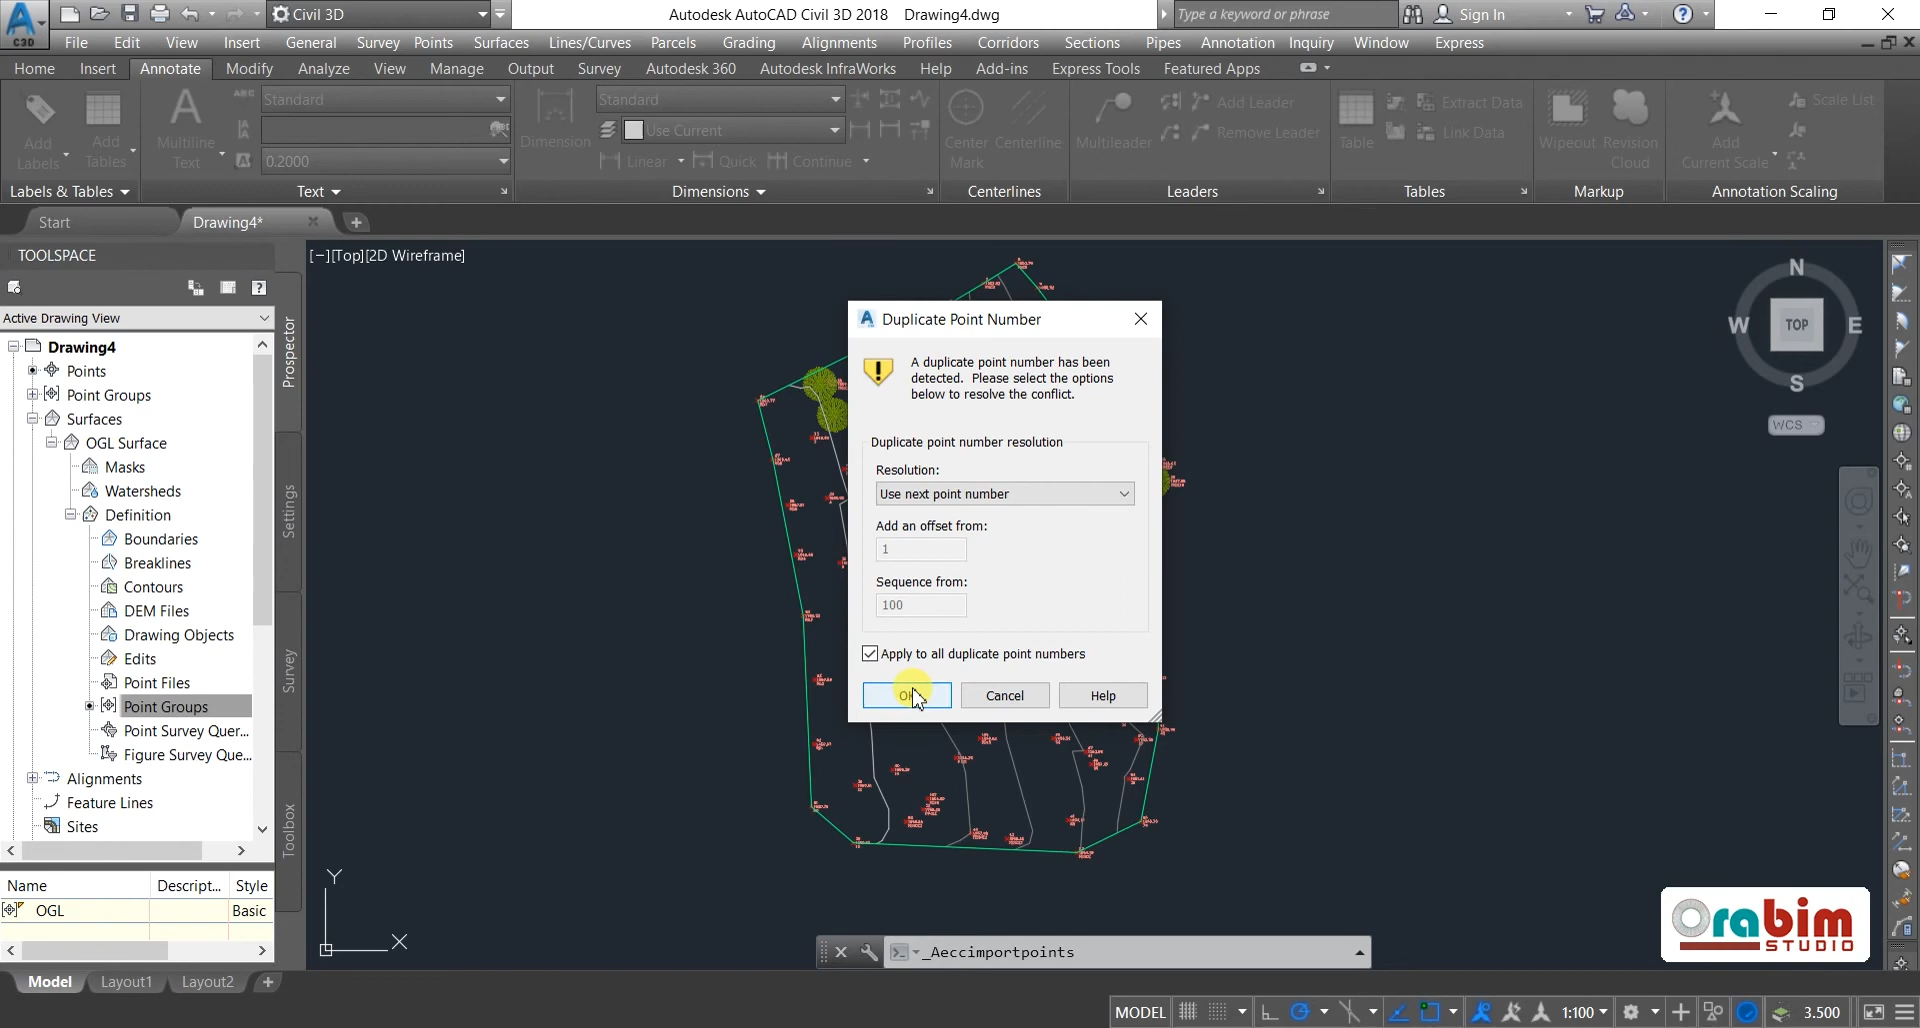 Civil 3D
Autodesk AutoCAD Civil 3D 2018 Drawing4.dwg
Type a keyword or phrase
Sign In
C3D
File Edit View Insert General Survey Points Surfaces Lines/Curves Parcels Grading Alignments Profiles Corridors Sections Pipes Annotation Inquiry Window Express
Home Insert Annotate Modify Analyze View Manage Output Survey Autodesk 360 Autodesk InfraWorks Help Add-ins Express Tools Featured Apps
Add Labels
Add Tables
Labels & Tables
Multiline Text
ABC
Standard
0.2000
Text
Dimension
Standard
Use Current
Linear Quick Continue
Dimensions
Center Mark
Centerline
Centerlines
Multileader
Add Leader
Remove Leader
Leaders
Table
Extract Data
Link Data
Tables
Wipeout
Revision Cloud
Markup
Add Current Scale
Scale List
Annotation Scaling
Start
Drawing4*
TOOLSPACE
Active Drawing View
Drawing4
Points
Point Groups
Surfaces
OGL Surface
Masks
Watersheds
Definition
Boundaries
Breaklines
Contours
DEM Files
Drawing Objects
Edits
Point Files
Point Groups
Point Survey Quer...
Figure Survey Que...
Alignments
Feature Lines
Sites
Prospector
Settings
Survey
Toolbox
Name Descript... Style
OGL Basic
[−][Top][2D Wireframe]
Duplicate Point Number
A duplicate point number has been
detected. Please select the options
below to resolve the conflict.
Duplicate point number resolution
Resolution:
Use next point number
Add an offset from:
1
Sequence from:
100
Apply to all duplicate point numbers
Cancel
Help
N
W TOP E
S
WCS
Y
X
_Aeccimportpoints
Orabim
STUDIO
Model Layout1 Layout2
MODEL
1:100
3.500